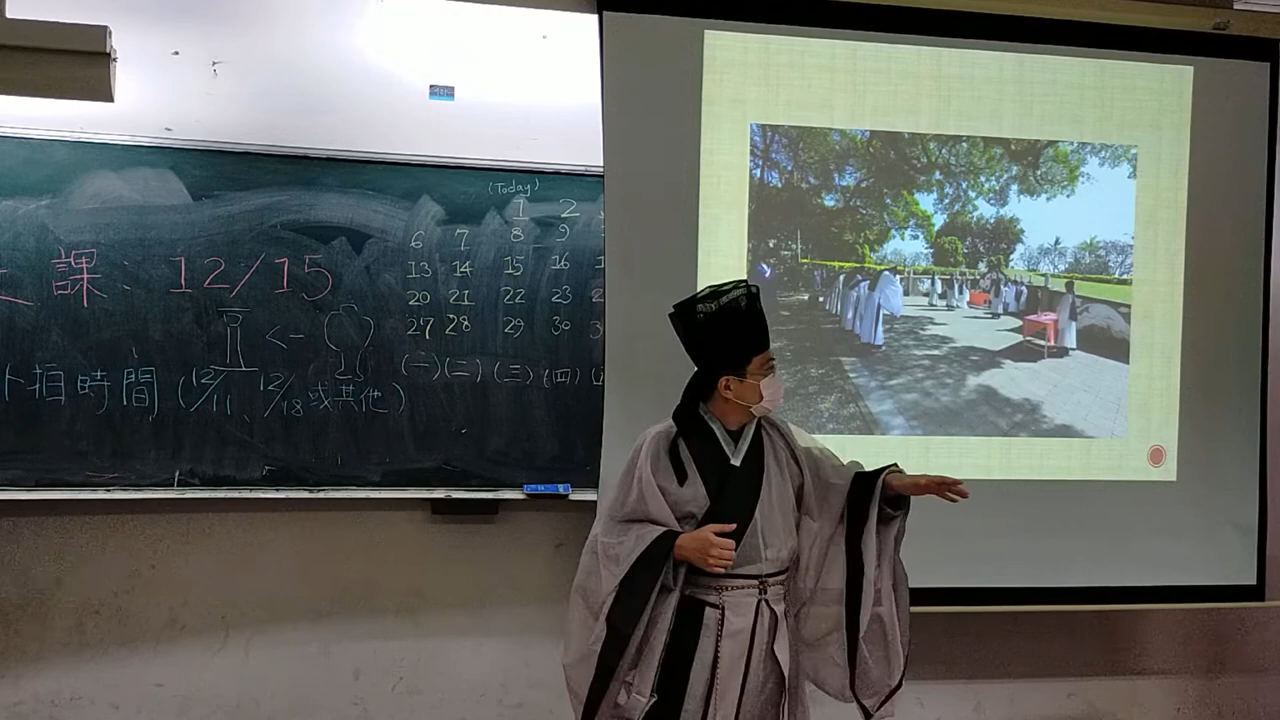 (Today)
1 2
6 7 8 9
課: 12/15
13 14 15 16
20 21 22 23
27 28 29 30
<-
(一) (二) (三) (四)
拍時間 (12/11、12/18 或其他)